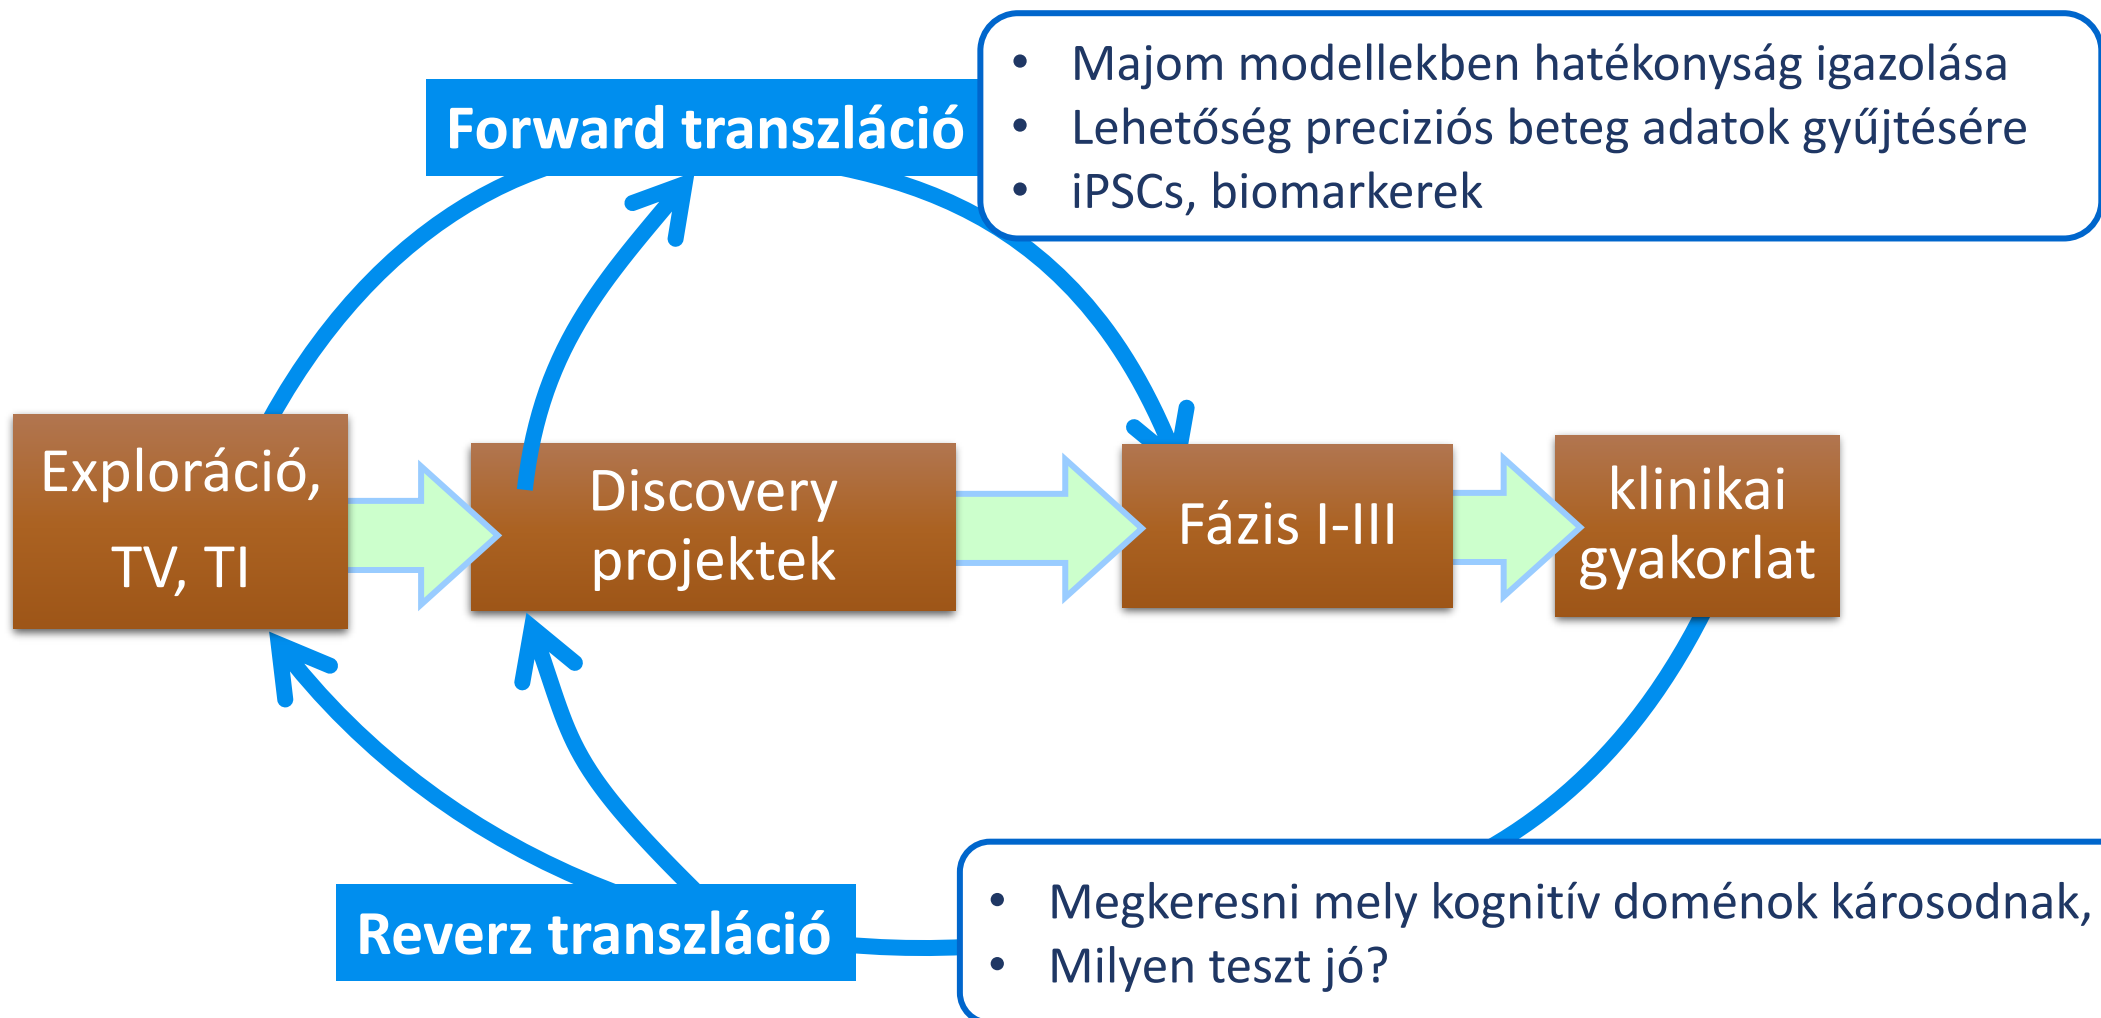 Forward transzláció
• Majom modellekben hatékonyság igazolása
• Lehetőség preciziós beteg adatok gyűjtésére
• iPSCs, biomarkerek
Exploráció,
TV, TI
Discovery
projektek
Fázis I-III
klinikai
gyakorlat
Reverz transzláció
• Megkeresni mely kognitív doménok károsodnak,
• Milyen teszt jó?